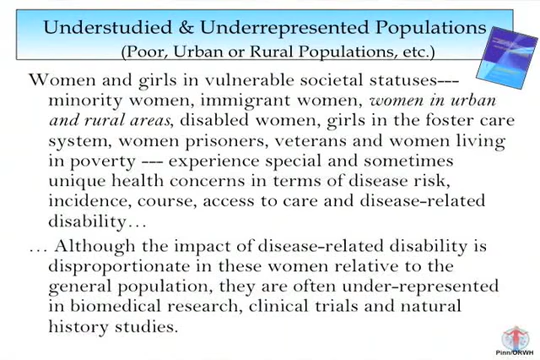 Understudied & Underrepresented Populations
(Poor, Urban or Rural Populations, etc.)
Women and girls in vulnerable societal statuses---
minority women, immigrant women, women in urban
and rural areas, disabled women, girls in the foster care
system, women prisoners, veterans and women living
in poverty --- experience special and sometimes
unique health concerns in terms of disease risk,
incidence, course, access to care and disease-related
disability…
… Although the impact of disease-related disability is
disproportionate in these women relative to the
general population, they are often under-represented
in biomedical research, clinical trials and natural
history studies.
Pinn/ORWH